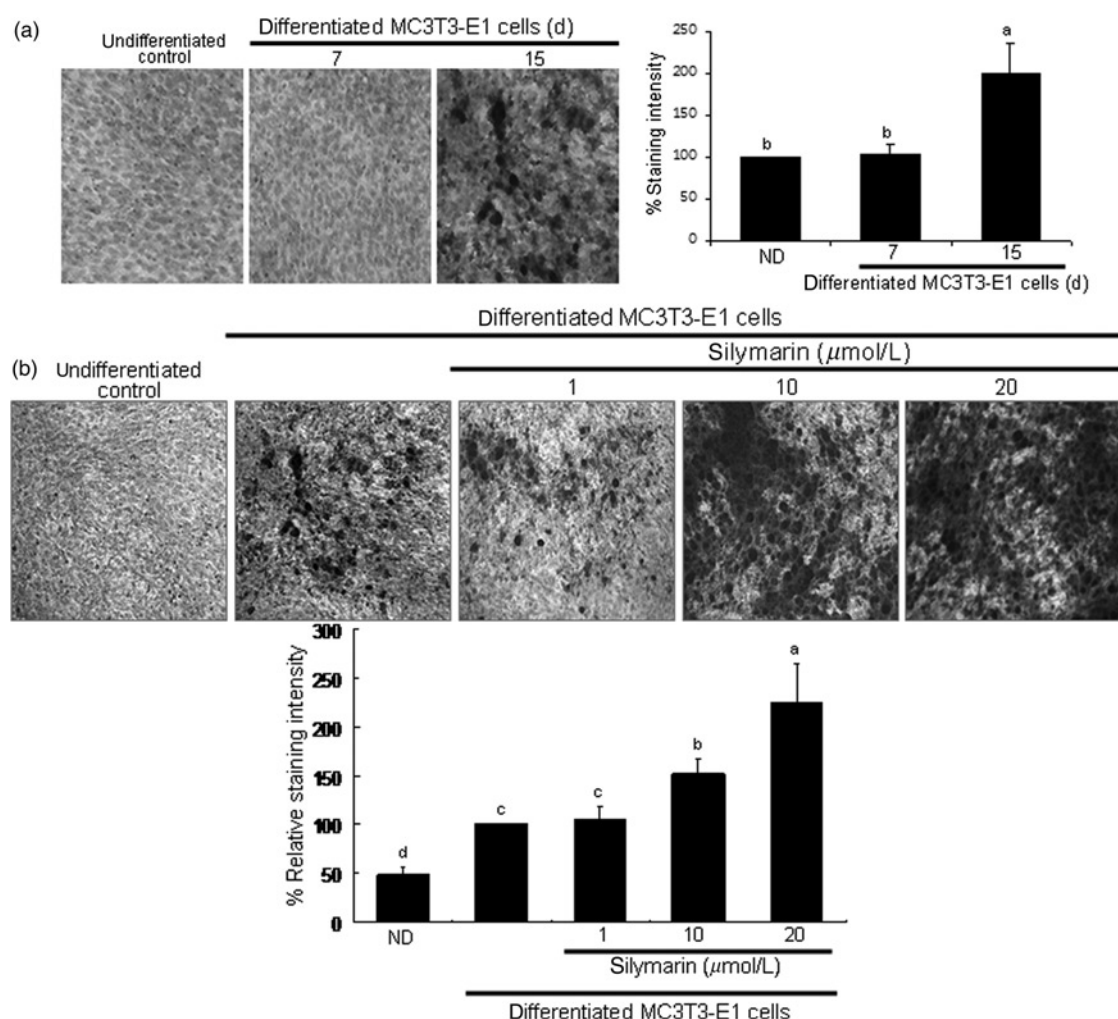 (a)
Differentiated MC3T3-E1 cells (d)
Undifferentiated
control
7
15
% Staining intensity
250
200
150
100
50
0
b
b
a
ND
7
15
Differentiated MC3T3-E1 cells (d)
Differentiated MC3T3-E1 cells
Silymarin (μmol/L)
(b)
Undifferentiated
control
1
10
20
% Relative staining intensity
300
250
200
150
100
50
0
d
c
c
b
a
ND
1
10
20
Silymarin (μmol/L)
Differentiated MC3T3-E1 cells